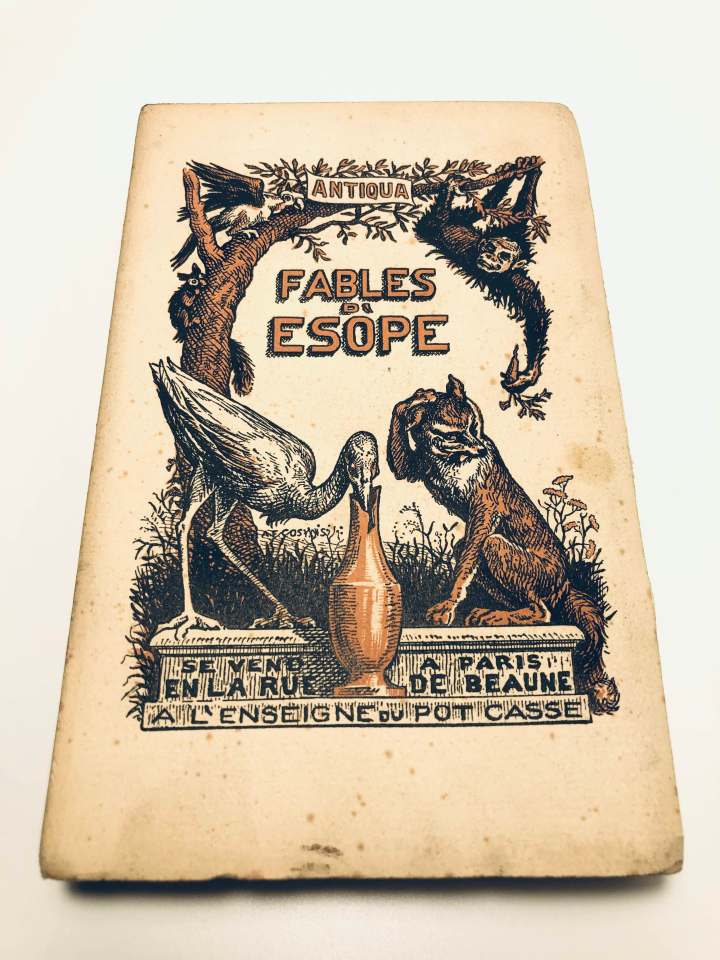 ANTIQUA
FABLES
D'
ESOPE
SE VEND A PARIS
EN LA RUE DE BEAUNE
A L'ENSEIGNE DU POT CASSE